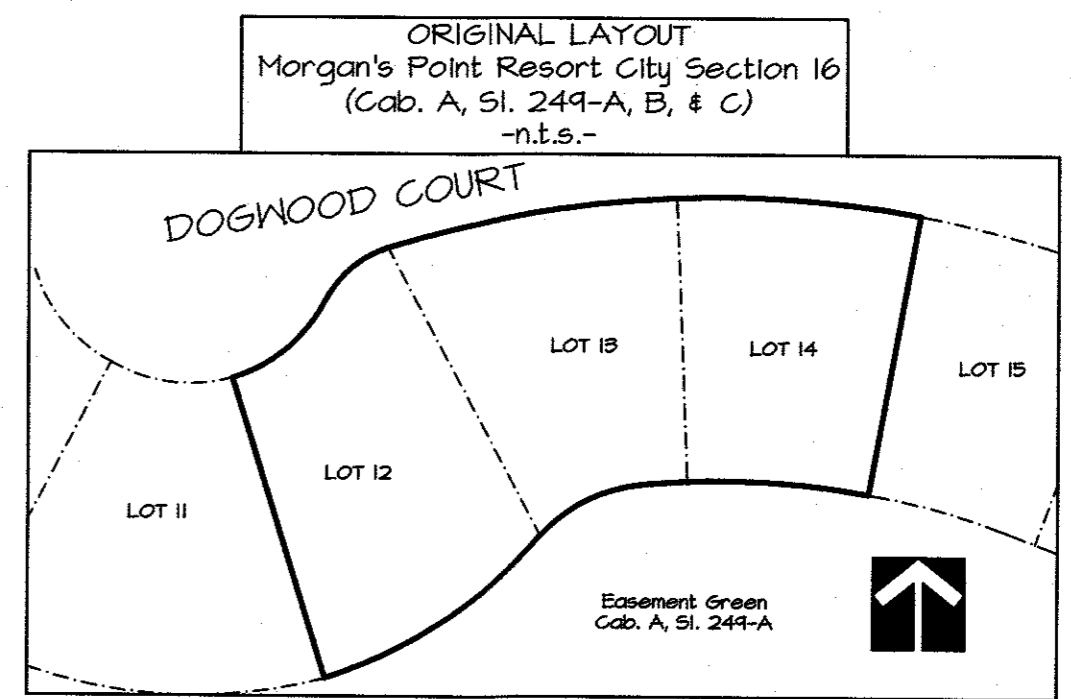 ORIGINAL LAYOUT
Morgan's Point Resort City Section 16
(Cab. A, Sl. 249-A, B, & C)
-n.t.s.-
DOGWOOD COURT
LOT 13
LOT 14
LOT 15
LOT 12
LOT 11
Easement Green
Cab. A, Sl. 249-A